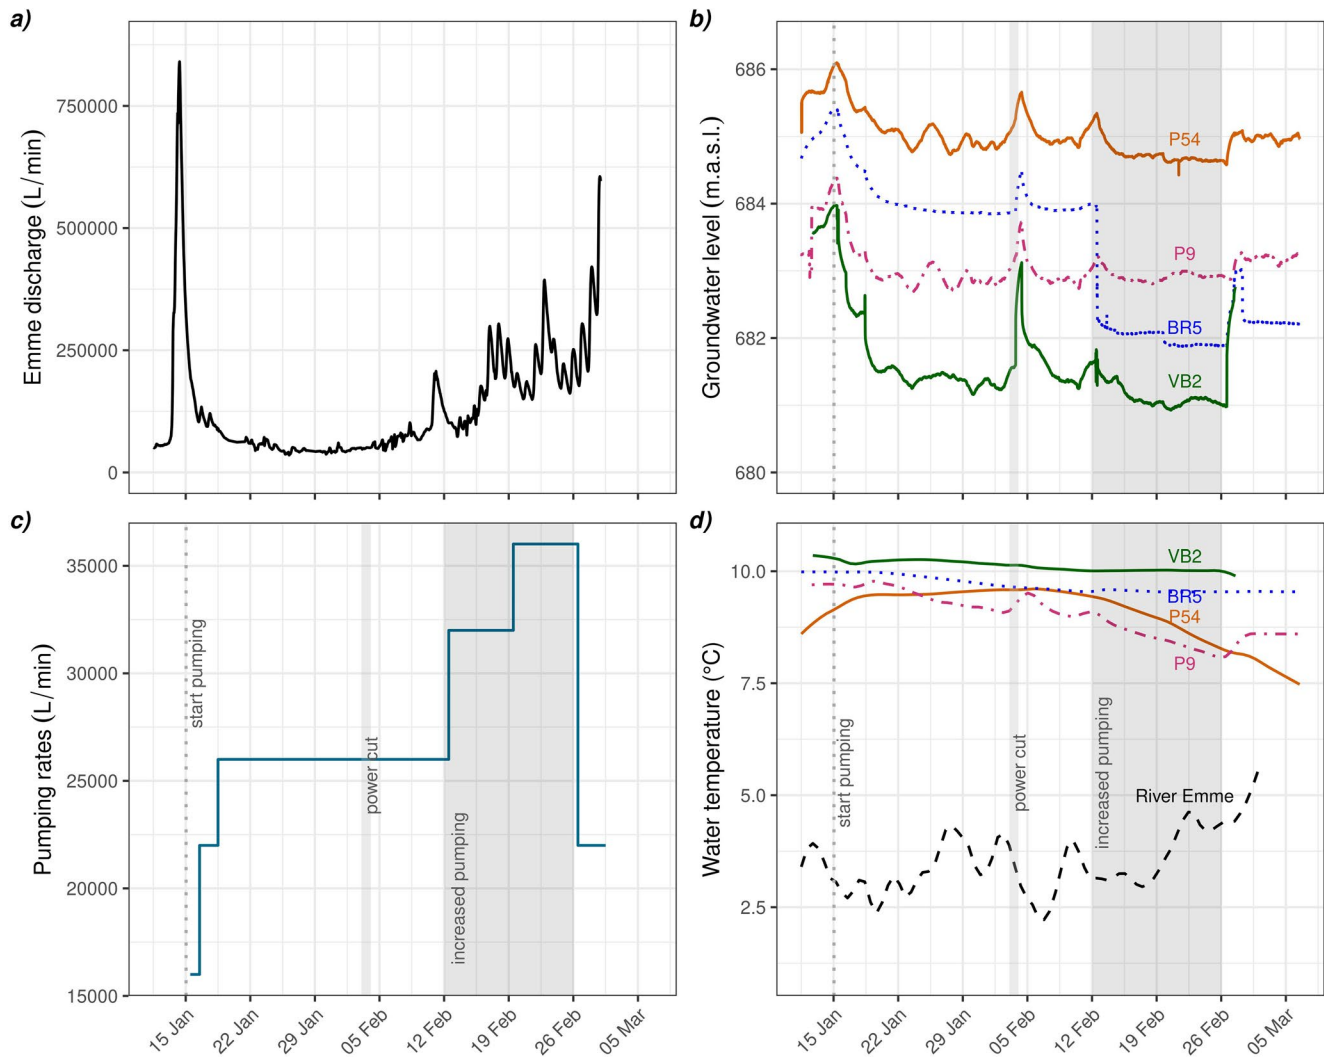 a)
Emme discharge (L/min)
750000
500000
250000
0
b)
Groundwater level (m.a.s.l.)
686
684
682
680
P54
P9
BR5
VB2
c)
Pumping rates (L/min)
35000
30000
25000
20000
15000
start pumping
power cut
increased pumping
15 Jan
22 Jan
29 Jan
05 Feb
12 Feb
19 Feb
26 Feb
05 Mar
d)
Water temperature (°C)
10.0
7.5
5.0
2.5
VB2
BR5
P54
P9
River Emme
start pumping
power cut
increased pumping
15 Jan
22 Jan
29 Jan
05 Feb
12 Feb
19 Feb
26 Feb
05 Mar